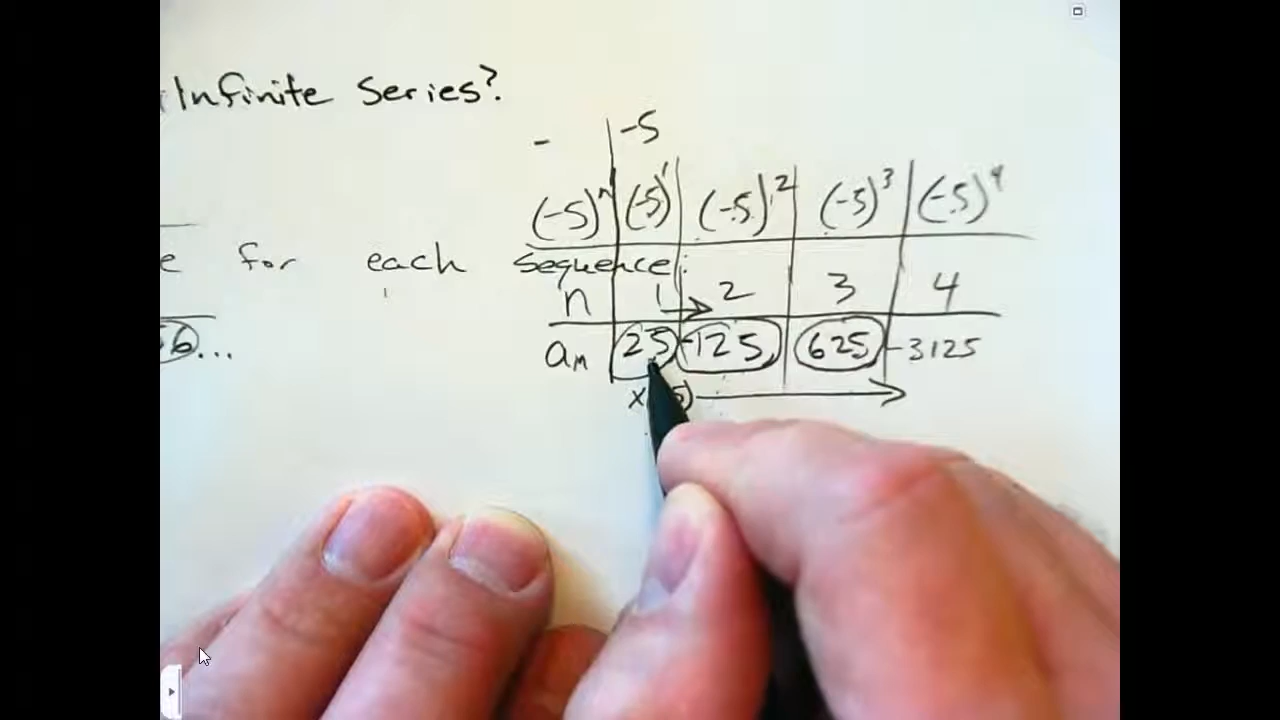 Infinite Series?
- -5
(-5)ⁿ (-5)¹ (-5)² (-5)³ (-5)⁴
for each sequence:
n 1 2 3 4
6... aₙ 25 -125 625 -3125